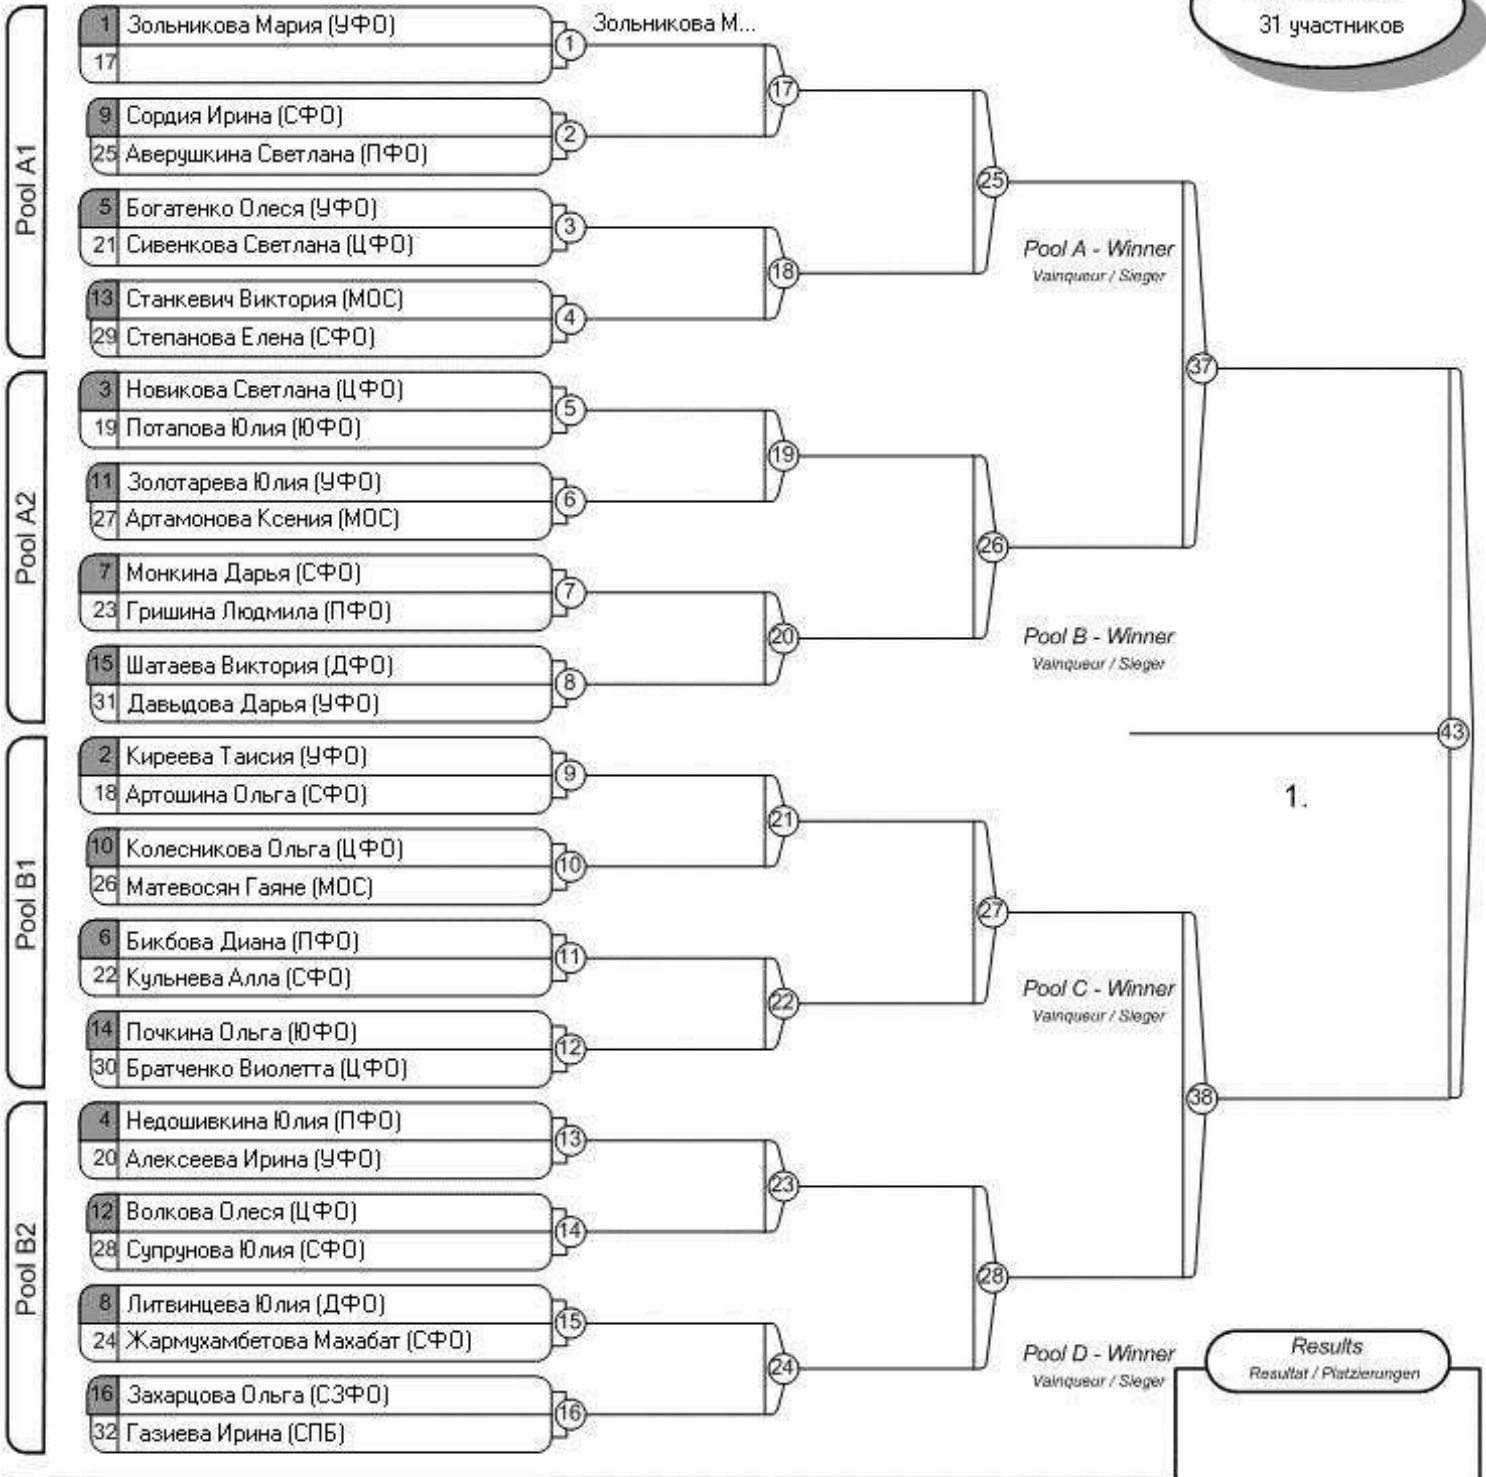 31 участников
Pool A1
1 Зольникова Мария (УФО)
17
1
Зольникова М...
9 Сордия Ирина (СФО)
25 Аверушкина Светлана (ПФО)
2
17
5 Богатенко Олеся (УФО)
21 Сивенкова Светлана (ЦФО)
3
13 Станкевич Виктория (МОС)
29 Степанова Елена (СФО)
4
18
25
Pool A - Winner
Vainqueur / Sieger
Pool A2
3 Новикова Светлана (ЦФО)
19 Потапова Юлия (ЮФО)
5
11 Золотарева Юлия (УФО)
27 Артамонова Ксения (МОС)
6
19
7 Монкина Дарья (СФО)
23 Гришина Людмила (ПФО)
7
15 Шатаева Виктория (ДФО)
31 Давыдова Дарья (УФО)
8
20
26
37
Pool B - Winner
Vainqueur / Sieger
Pool B1
2 Киреева Таисия (УФО)
18 Артошина Ольга (СФО)
9
10 Колесникова Ольга (ЦФО)
26 Матевосян Гаяне (МОС)
10
21
6 Бикбова Диана (ПФО)
22 Кульнева Алла (СФО)
11
14 Почкина Ольга (ЮФО)
30 Братченко Виолетта (ЦФО)
12
22
27
43
1.
Pool C - Winner
Vainqueur / Sieger
Pool B2
4 Недошивкина Юлия (ПФО)
20 Алексеева Ирина (УФО)
13
12 Волкова Олеся (ЦФО)
28 Супрунова Юлия (СФО)
14
23
8 Литвинцева Юлия (ДФО)
24 Жармухамбетова Махабат (СФО)
15
16 Захарцова Ольга (СЗФО)
32 Газиева Ирина (СПБ)
16
24
28
38
Pool D - Winner
Vainqueur / Sieger
Results
Resultat / Platzierungen